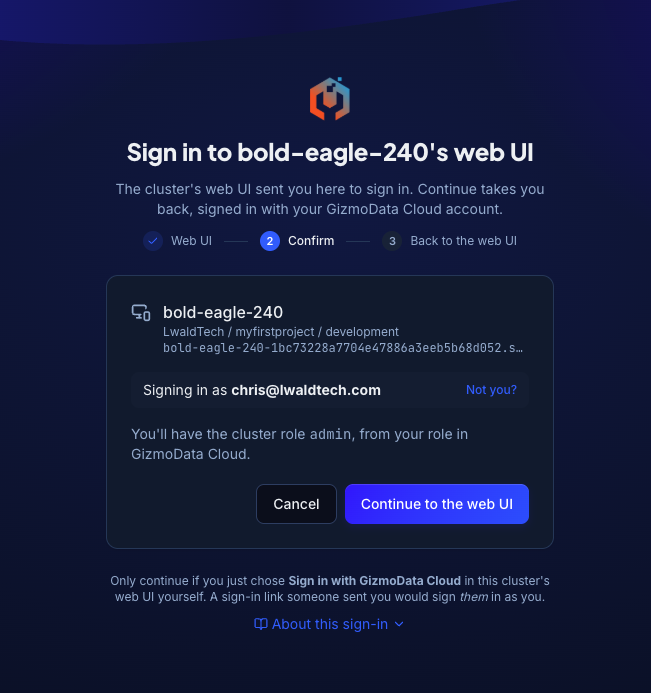 Sign in to bold-eagle-240's web UI
The cluster's web UI sent you here to sign in. Continue takes you
back, signed in with your GizmoData Cloud account.
Web UI
2 Confirm
3 Back to the web UI
bold-eagle-240
LwaldTech / myfirstproject / development
bold-eagle-240-1bc73228a7704e47886a3eeb5b68d052.s…
Signing in as chris@lwaldtech.com
Not you?
You'll have the cluster role admin, from your role in
GizmoData Cloud.
Cancel
Continue to the web UI
Only continue if you just chose Sign in with GizmoData Cloud in this cluster's
web UI yourself. A sign-in link someone sent you would sign them in as you.
About this sign-in